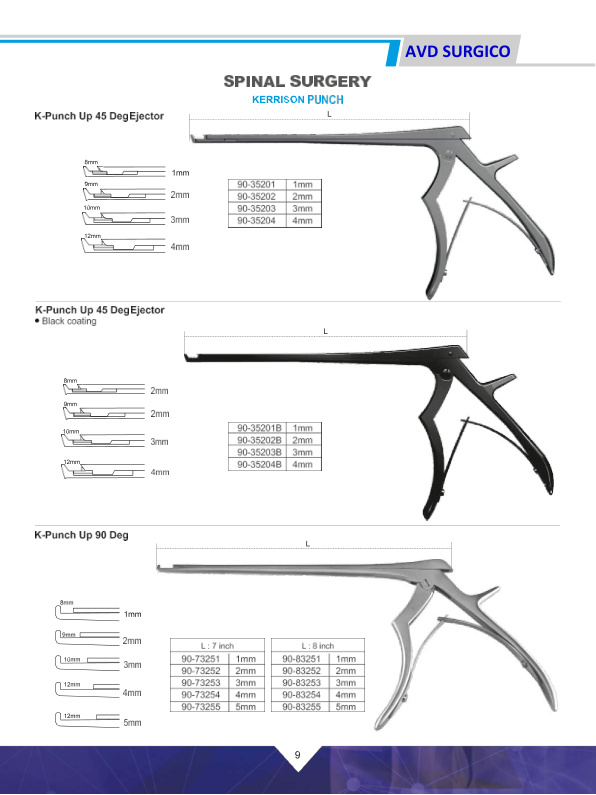 AVD SURGICO
SPINAL SURGERY
KERRISON PUNCH
K-Punch Up 45 DegEjector
L
8mm
1mm
9mm
2mm
10mm
3mm
12mm
4mm
90-35201 1mm
90-35202 2mm
90-35203 3mm
90-35204 4mm
K-Punch Up 45 DegEjector
• Black coating
L
8mm
2mm
9mm
2mm
10mm
3mm
12mm
4mm
90-35201B 1mm
90-35202B 2mm
90-35203B 3mm
90-35204B 4mm
K-Punch Up 90 Deg
L
8mm
1mm
9mm
2mm
10mm
3mm
12mm
4mm
12mm
5mm
L : 7 inch
90-73251 1mm
90-73252 2mm
90-73253 3mm
90-73254 4mm
90-73255 5mm
L : 8 inch
90-83251 1mm
90-83252 2mm
90-83253 3mm
90-83254 4mm
90-83255 5mm
9